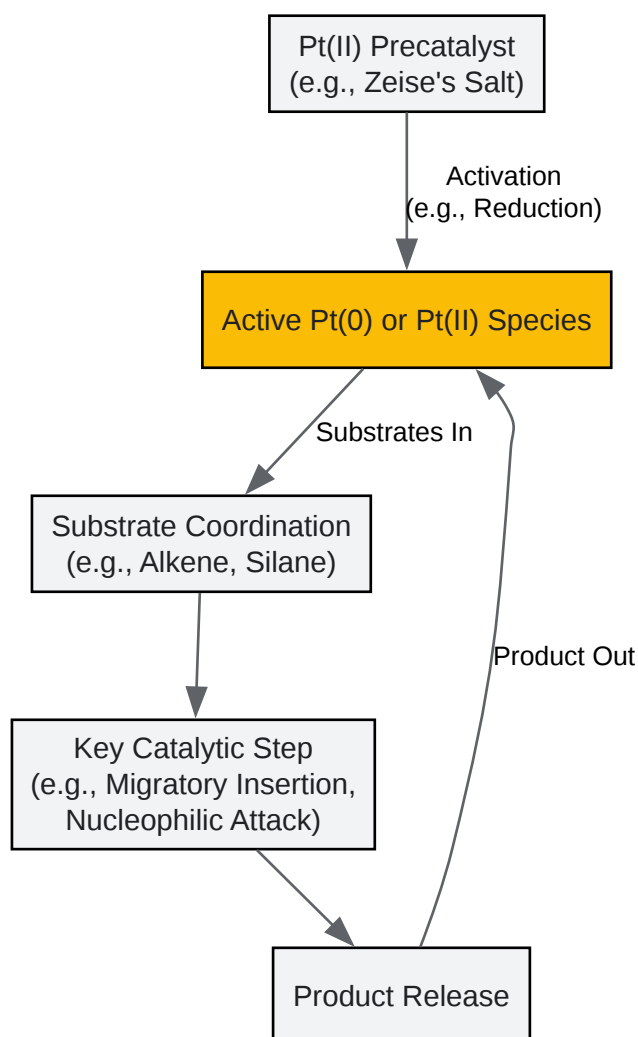 Pt(II) Precatalyst
(e.g., Zeise's Salt)
Activation
(e.g., Reduction)
Active Pt(0) or Pt(II) Species
Substrates In
Substrate Coordination
(e.g., Alkene, Silane)
Product Out
Key Catalytic Step
(e.g., Migratory Insertion,
Nucleophilic Attack)
Product Release